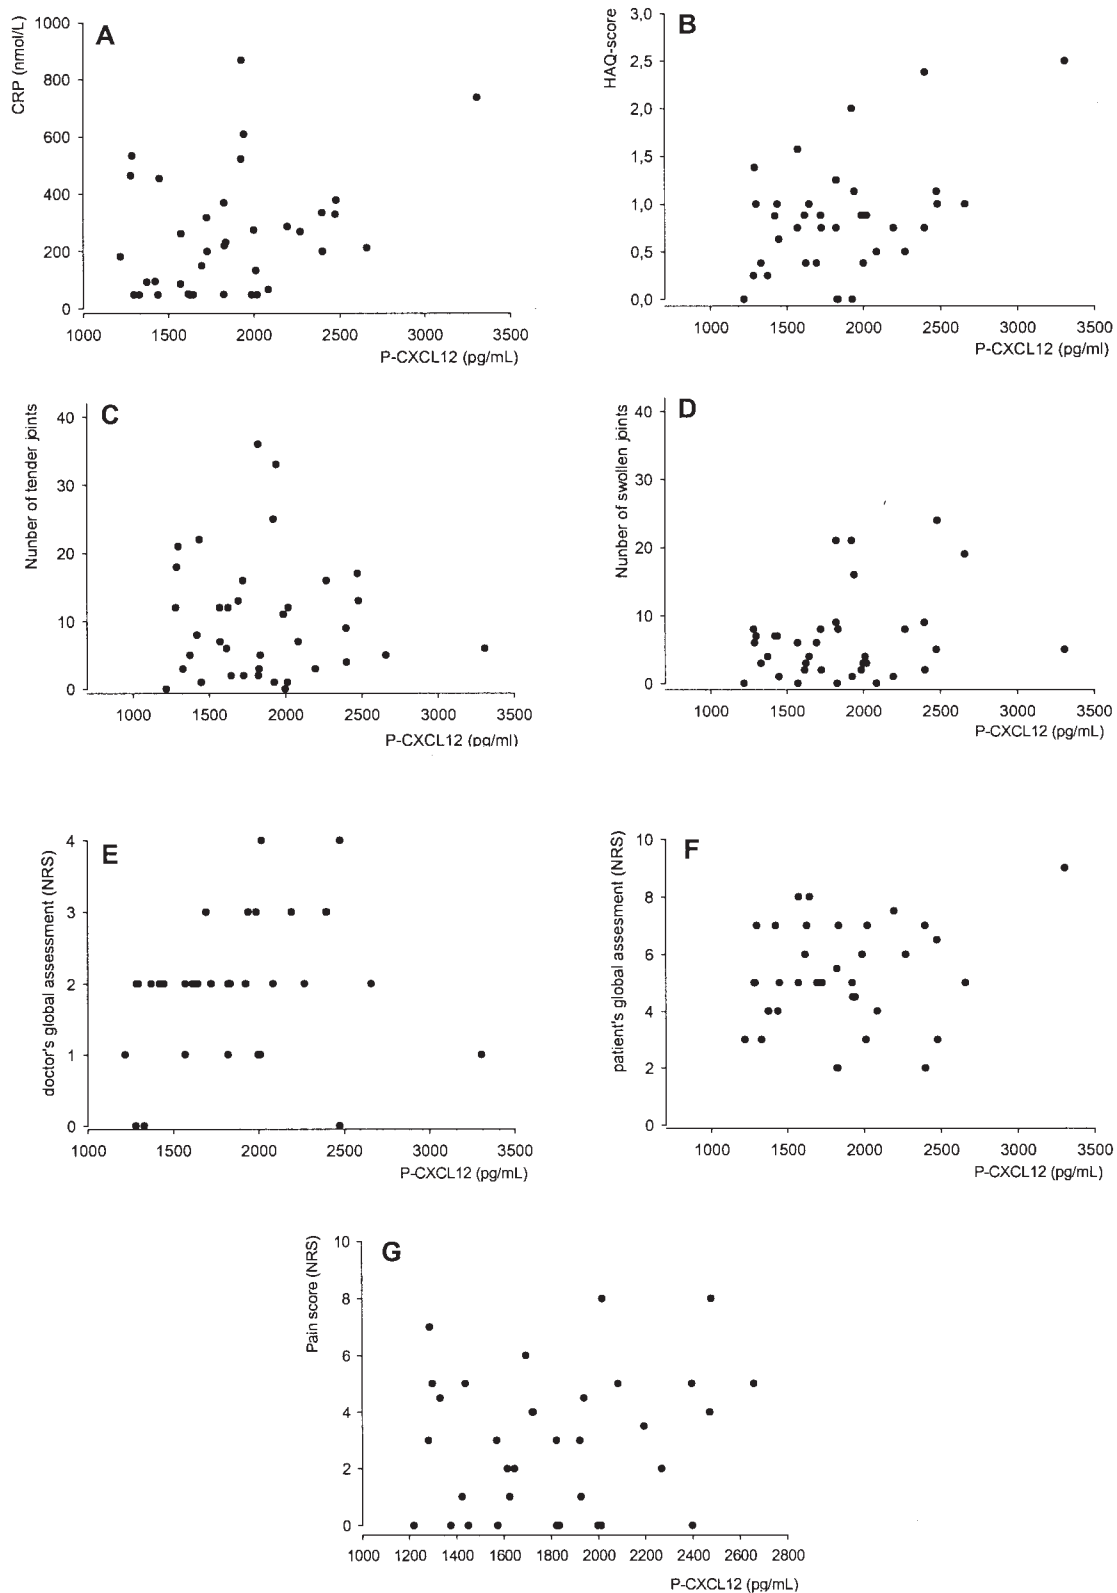 A
CRP (nmol/L)
1000
800
600
400
200
0
1000 1500 2000 2500 3000 3500
P-CXCL12 (pg/mL)
B
HAQ-score
3,0
2,5
2,0
1,5
1,0
0,5
0,0
1000 1500 2000 2500 3000 3500
P-CXCL12 (pg/ml)
C
Nunber of tender joints
40
30
20
10
0
1000 1500 2000 2500 3000 3500
P-CXCL12 (pg/ml)
D
Nunber of swollen joints
40
30
20
10
0
1000 1500 2000 2500 3000 3500
P-CXCL12 (pg/mL)
E
doctor's global assessment (NRS)
4
3
2
1
0
1000 1500 2000 2500 3000 3500
P-CXCL12 (pg/mL)
F
patient's global assesment (NRS)
10
8
6
4
2
0
1000 1500 2000 2500 3000 3500
P-CXCL12 (pg/mL)
G
Pain score (NRS)
10
8
6
4
2
0
1000 1200 1400 1600 1800 2000 2200 2400 2600 2800
P-CXCL12 (pg/mL)